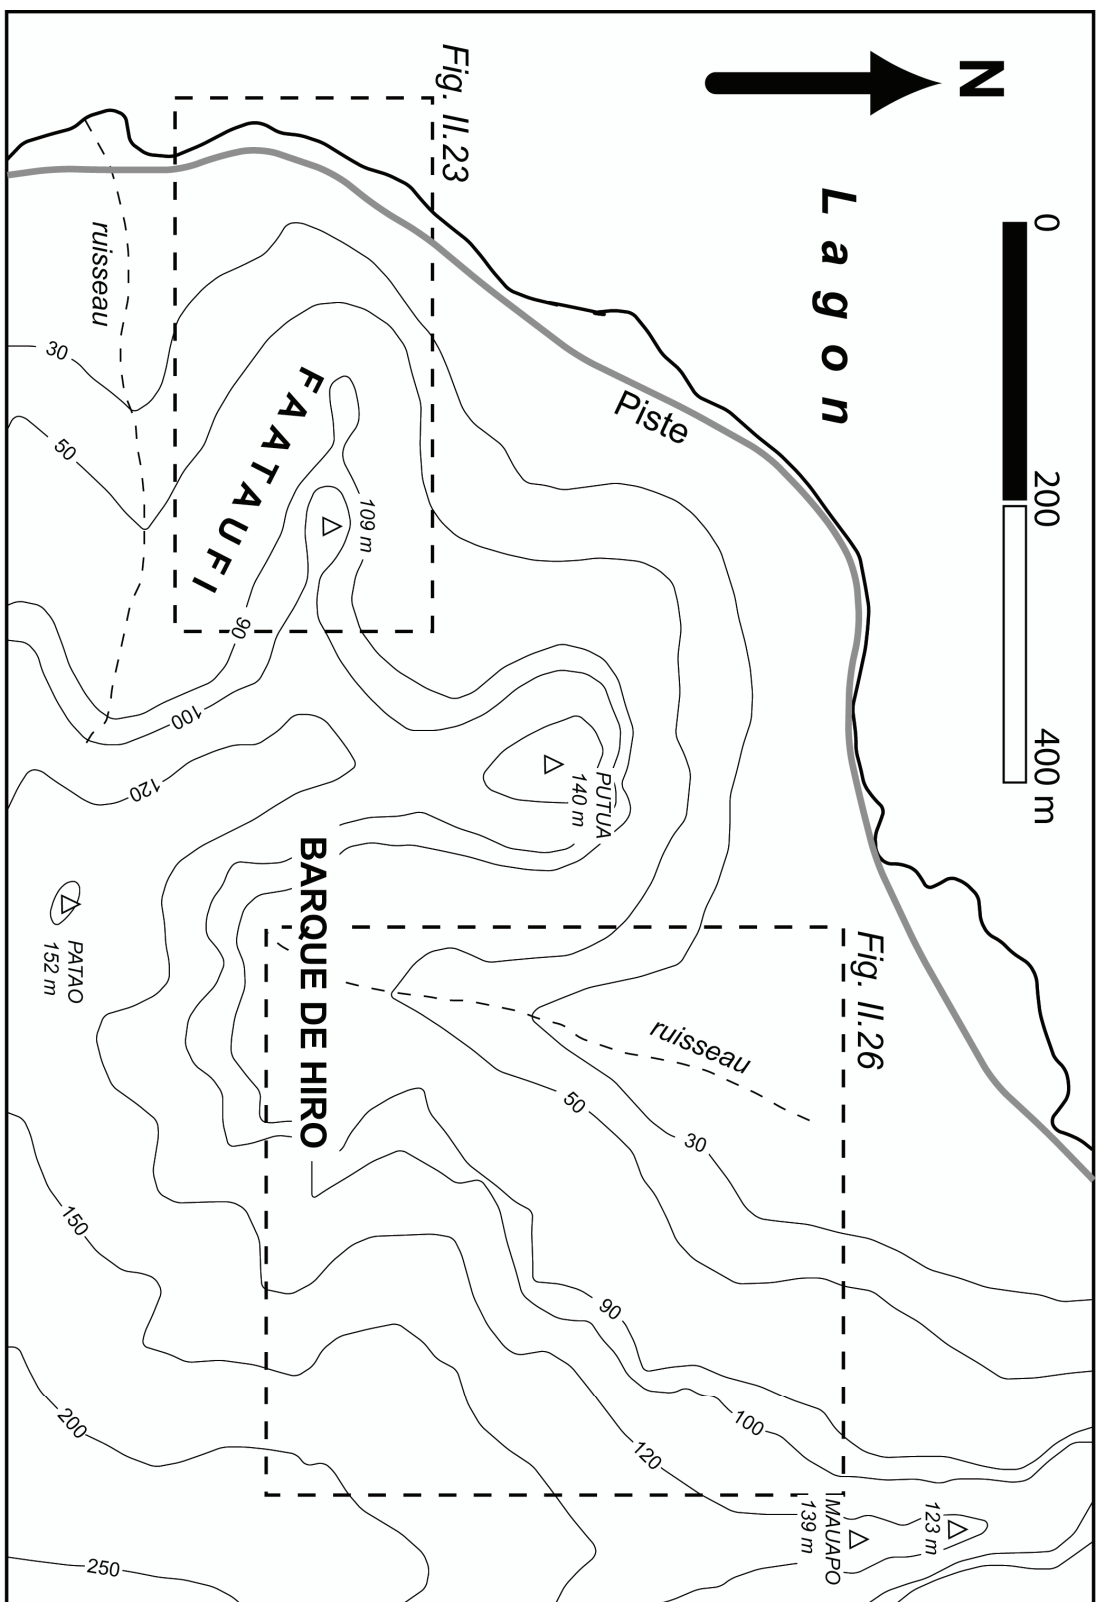 N
Lagon
0 200 400 m
Fig. II.23
Fig. II.26
Piste
ruisseau
ruisseau
FAATAUFI
109 m
PUTUA
140 m
BARQUE DE HIRO
PATAO
152 m
MAUAPO
139 m
123 m
30
50
90
100
120
150
200
250
50
30
90
100
120